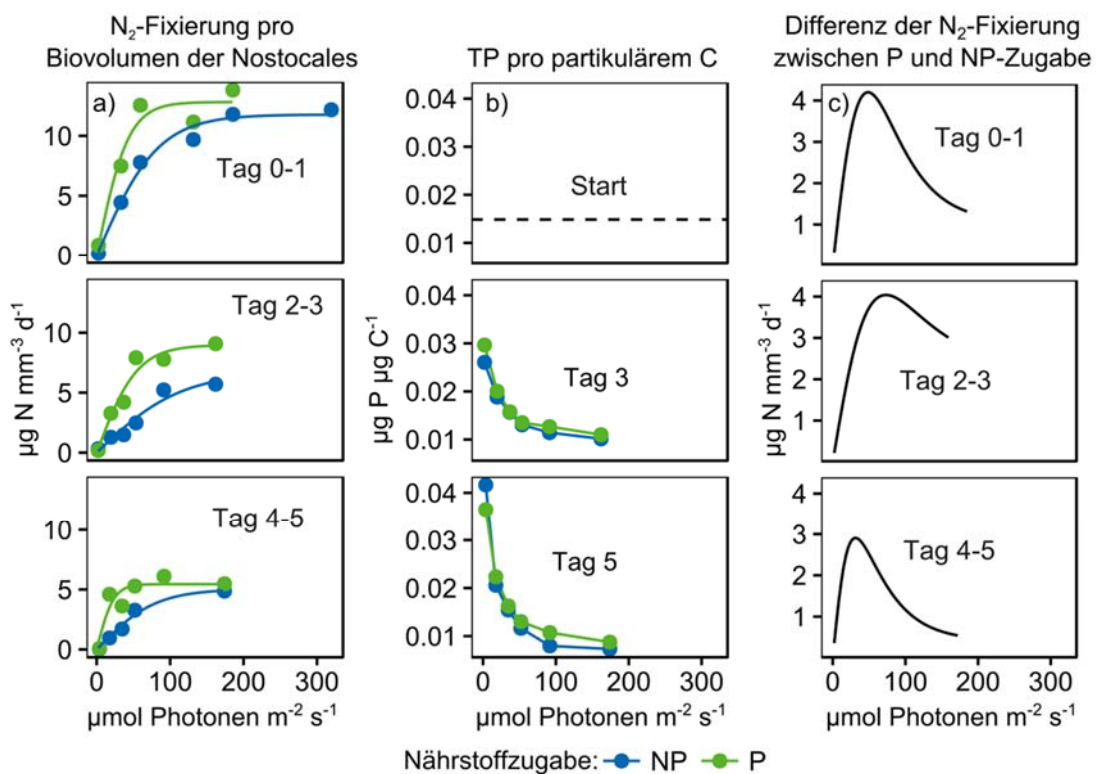 N₂-Fixierung pro
Biovolumen der Nostocales
TP pro partikulärem C
Differenz der N₂-Fixierung
zwischen P und NP-Zugabe
a)
Tag 0-1
10
5
0
b)
Start
0.04
0.03
0.02
0.01
c)
Tag 0-1
4
3
2
1
µg N mm⁻³ d⁻¹
Tag 2-3
10
5
0
µg P µg C⁻¹
Tag 3
0.04
0.03
0.02
0.01
µg N mm⁻³ d⁻¹
Tag 2-3
4
3
2
1
Tag 4-5
10
5
0
Tag 5
0.04
0.03
0.02
0.01
Tag 4-5
4
3
2
1
0 100 200 300
0 100 200 300
0 100 200 300
µmol Photonen m⁻² s⁻¹
µmol Photonen m⁻² s⁻¹
µmol Photonen m⁻² s⁻¹
Nährstoffzugabe: NP P